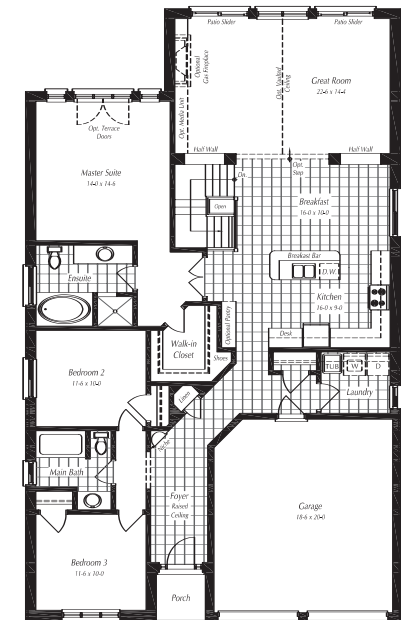 Patio Slider
Patio Slider
Optional
Gas Fireplace
Opt. Vaulted
Ceiling
Great Room
22-6 x 14-4
Opt. Media Unit
Opt. Terrace
Doors
Half Wall
Half Wall
Master Suite
14-0 x 14-6
Dn.
Opt.
Step
Open
Breakfast
16-0 x 10-0
Ensuite
Breakfast Bar
D.W.
Kitchen
16-0 x 9-0
Optional Pantry
Desk
Walk-in
Closet
Shoes
Bedroom 2
11-6 x 10-0
TUB
W
D
Laundry
Linen
Niche
Main Bath
Foyer
Raised
Ceiling
Garage
18-6 x 20-0
Bedroom 3
11-6 x 10-0
Porch